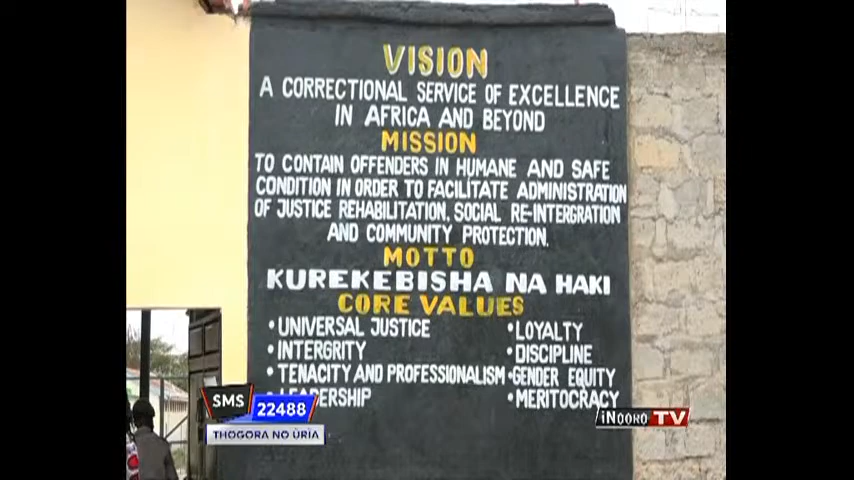 VISION
A CORRECTIONAL SERVICE OF EXCELLENCE
IN AFRICA AND BEYOND
MISSION
TO CONTAIN OFFENDERS IN HUMANE AND SAFE
CONDITION IN ORDER TO FACILITATE ADMINISTRATION
OF JUSTICE REHABILITATION, SOCIAL RE-INTERGRATION
AND COMMUNITY PROTECTION.
MOTTO
KUREKEBISHA NA HAKI
CORE VALUES
• UNIVERSAL JUSTICE
• INTERGRITY
• TENACITY AND PROFESSIONALISM
• LEADERSHIP
• LOYALTY
• DISCIPLINE
• GENDER EQUITY
• MERITOCRACY
SMS 22488
THOGORA NO ŨRIA
iNOORO TV